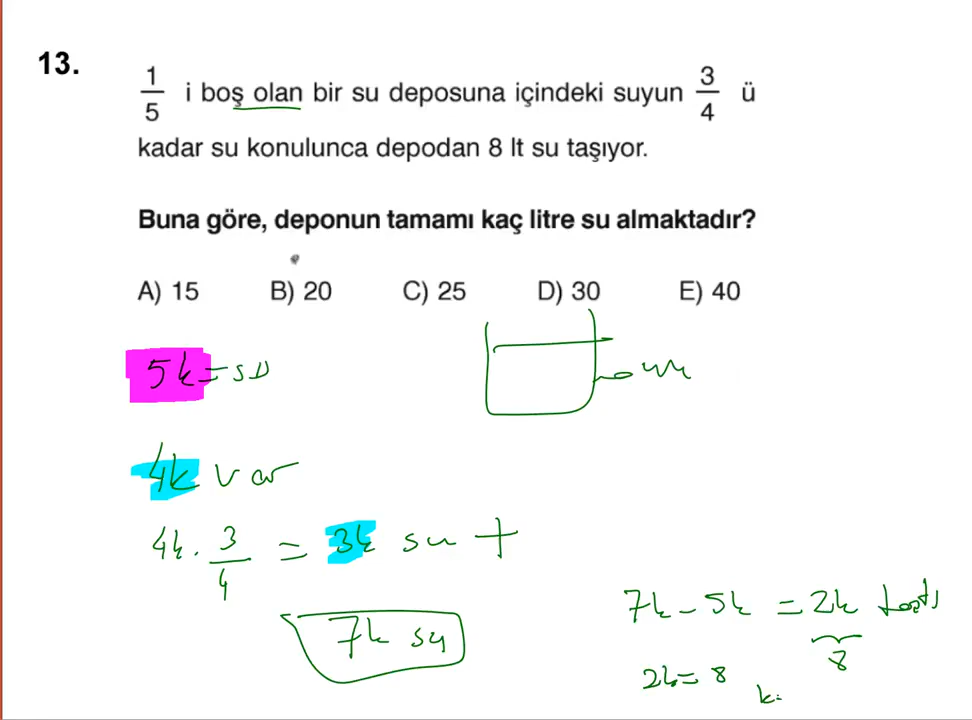 13.
1/5 i boş olan bir su deposuna içindeki suyun 3/4 ü
kadar su konulunca depodan 8 lt su taşıyor.
Buna göre, deponun tamamı kaç litre su almaktadır?
A) 15 B) 20 C) 25 D) 30 E) 40
5k = SD
4k var
4k . 3/4 = 3k su +
7k su
7k - 5k = 2k taştı
8
2k = 8
k=